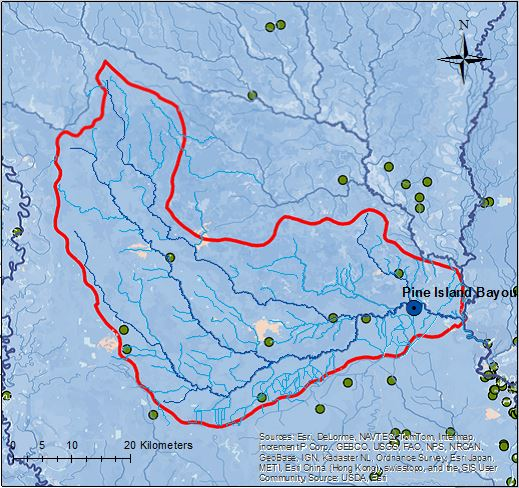 N
Pine Island Bayou
0 5 10 20 Kilometers
Sources: Esri, DeLorme, NAVTEQ, TomTom, Intermap,
increment P Corp., GEBCO, USGS, FAO, NPS, NRCAN,
GeoBase, IGN, Kadaster NL, Ordnance Survey, Esri Japan,
METI, Esri China (Hong Kong), swisstopo, and the GIS User
Community Source: USDA, Esri